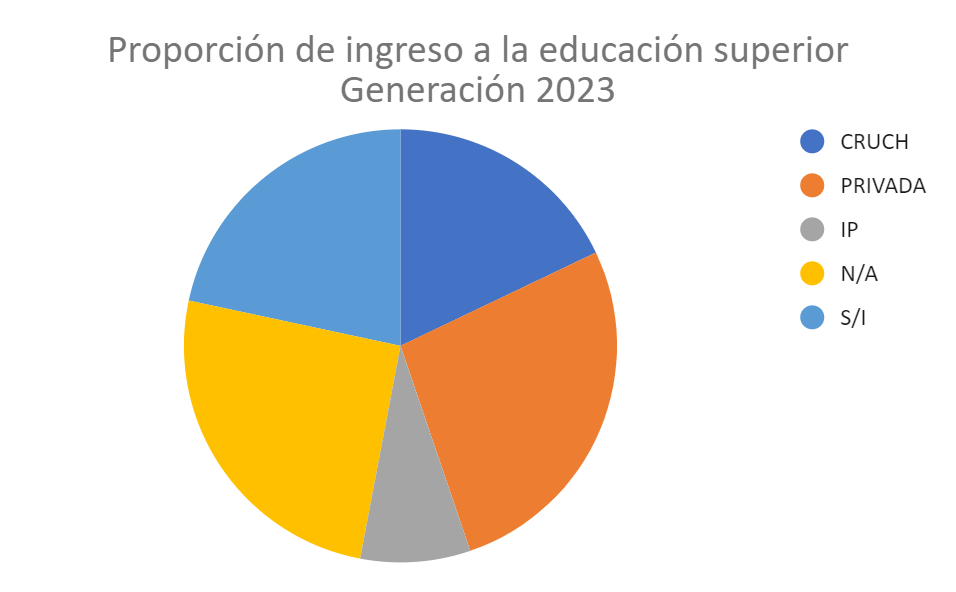 Proporción de ingreso a la educación superior
Generación 2023
CRUCH
PRIVADA
IP
N/A
S/I